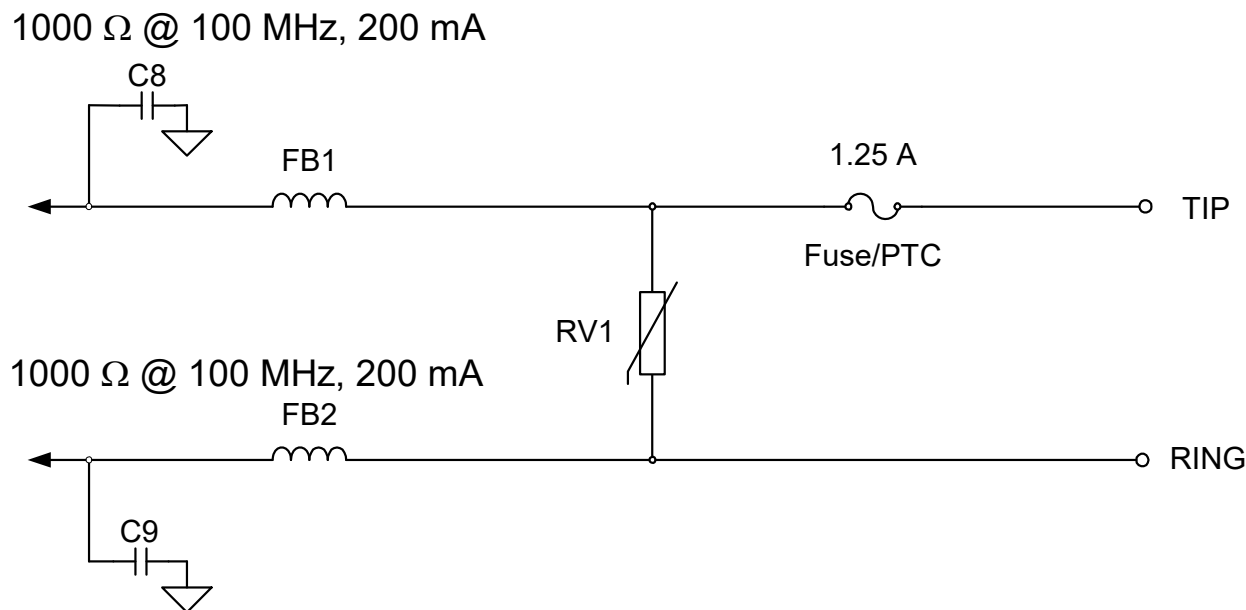 1000 Ω @ 100 MHz, 200 mA
C8
FB1
1.25 A
TIP
Fuse/PTC
RV1
1000 Ω @ 100 MHz, 200 mA
FB2
RING
C9